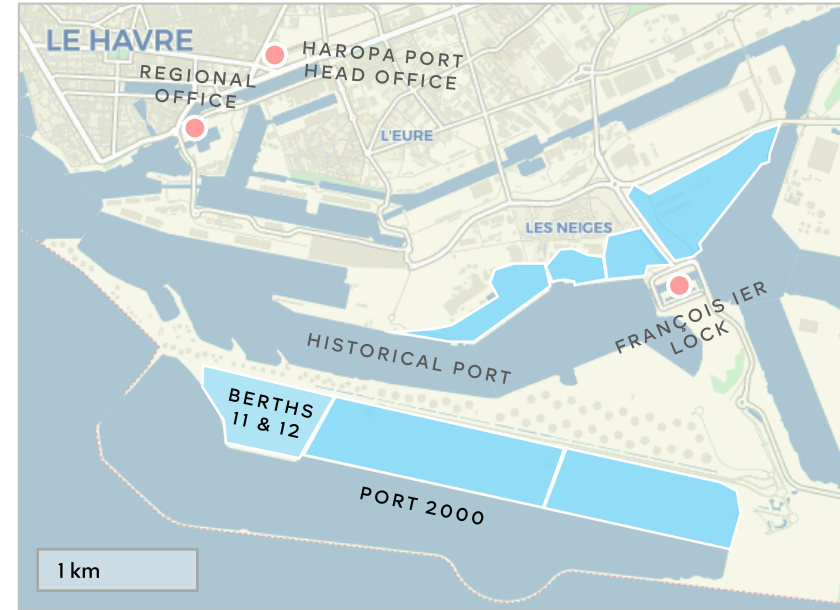 LE HAVRE
HAROPA PORT
HEAD OFFICE
REGIONAL
OFFICE
L'EURE
LES NEIGES
FRANÇOIS IER
LOCK
HISTORICAL PORT
BERTHS
11 & 12
PORT 2000
1 km